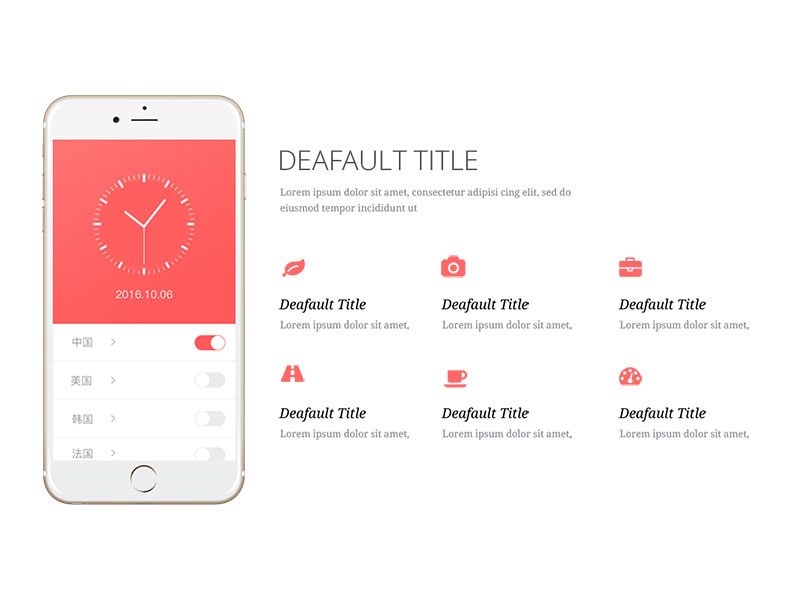 2016.10.06
中国
美国
韩国
法国
DEAFAULT TITLE
Lorem ipsum dolor sit amet, consectetur adipisi cing elit, sed do
eiusmod tempor incididunt ut
Deafault Title
Lorem ipsum dolor sit amet,
Deafault Title
Lorem ipsum dolor sit amet,
Deafault Title
Lorem ipsum dolor sit amet,
Deafault Title
Lorem ipsum dolor sit amet,
Deafault Title
Lorem ipsum dolor sit amet,
Deafault Title
Lorem ipsum dolor sit amet,